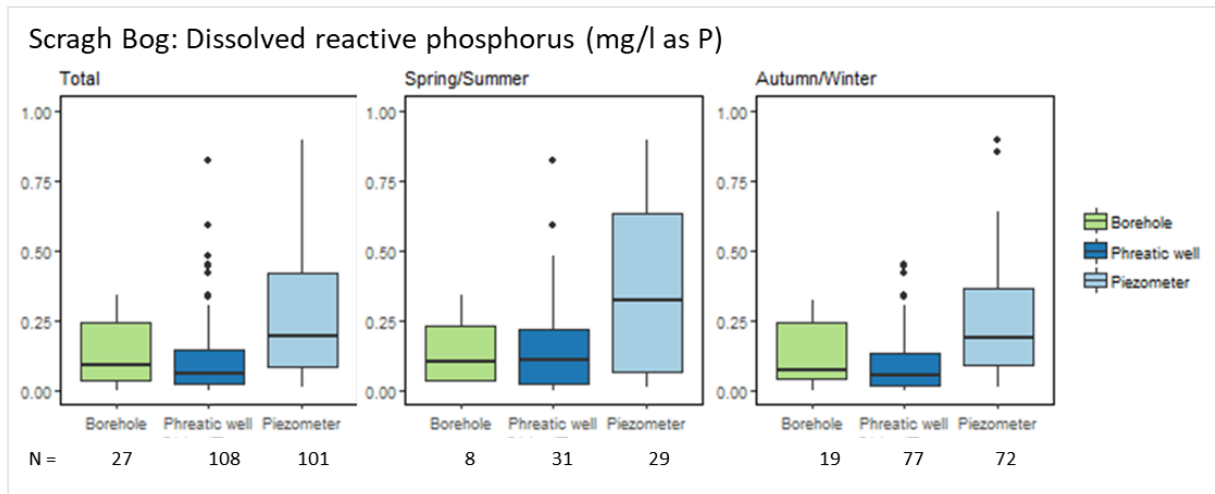 Scragh Bog: Dissolved reactive phosphorus (mg/l as P)
Total
1.00
0.75
0.50
0.25
0.00
Borehole Phreatic well Piezometer
Spring/Summer
1.00
0.75
0.50
0.25
0.00
Borehole Phreatic well Piezometer
Autumn/Winter
1.00
0.75
0.50
0.25
0.00
Borehole Phreatic well Piezometer
Borehole
Phreatic well
Piezometer
N = 27 108 101 8 31 29 19 77 72